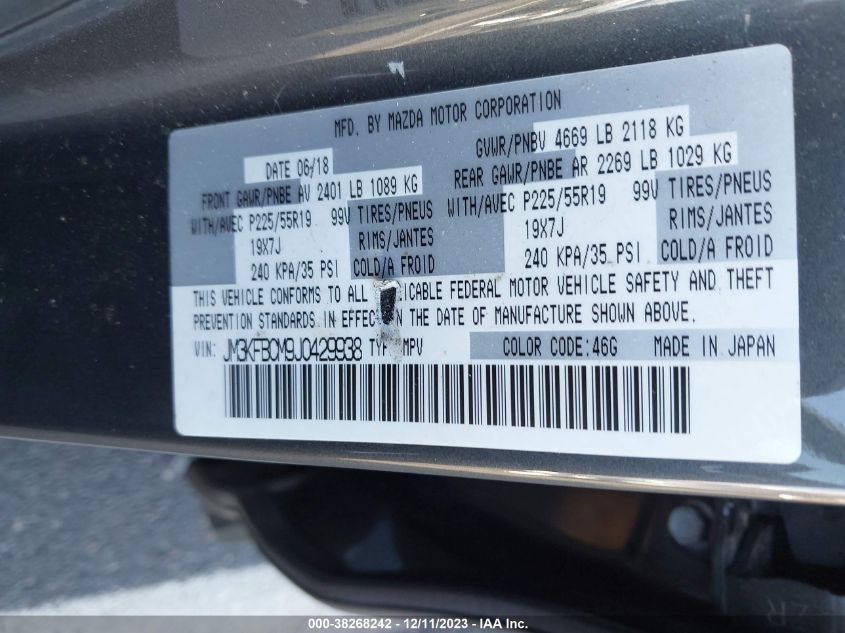 MFD. BY MAZDA MOTOR CORPORATION
DATE 06/18 GVWR/PNBV 4669 LB 2118 KG
FRONT GAWR/PNBE AV 2401 LB 1089 KG REAR GAWR/PNBE AR 2269 LB 1029 KG
WITH/AVEC P225/55R19 99V TIRES/PNEUS WITH/AVEC P225/55R19 99V TIRES/PNEUS
19X7J RIMS/JANTES 19X7J RIMS/JANTES
240 KPA/35 PSI COLD/A FROID 240 KPA/35 PSI COLD/A FROID
THIS VEHICLE CONFORMS TO ALL ICABLE FEDERAL MOTOR VEHICLE SAFETY AND THEFT
PREVENTION STANDARDS IN EFFEC N THE DATE OF MANUFACTURE SHOWN ABOVE.
VIN: JM3KFBCM9J0429938 TYP MPV COLOR CODE:46G MADE IN JAPAN
000-38268242 - 12/11/2023 -